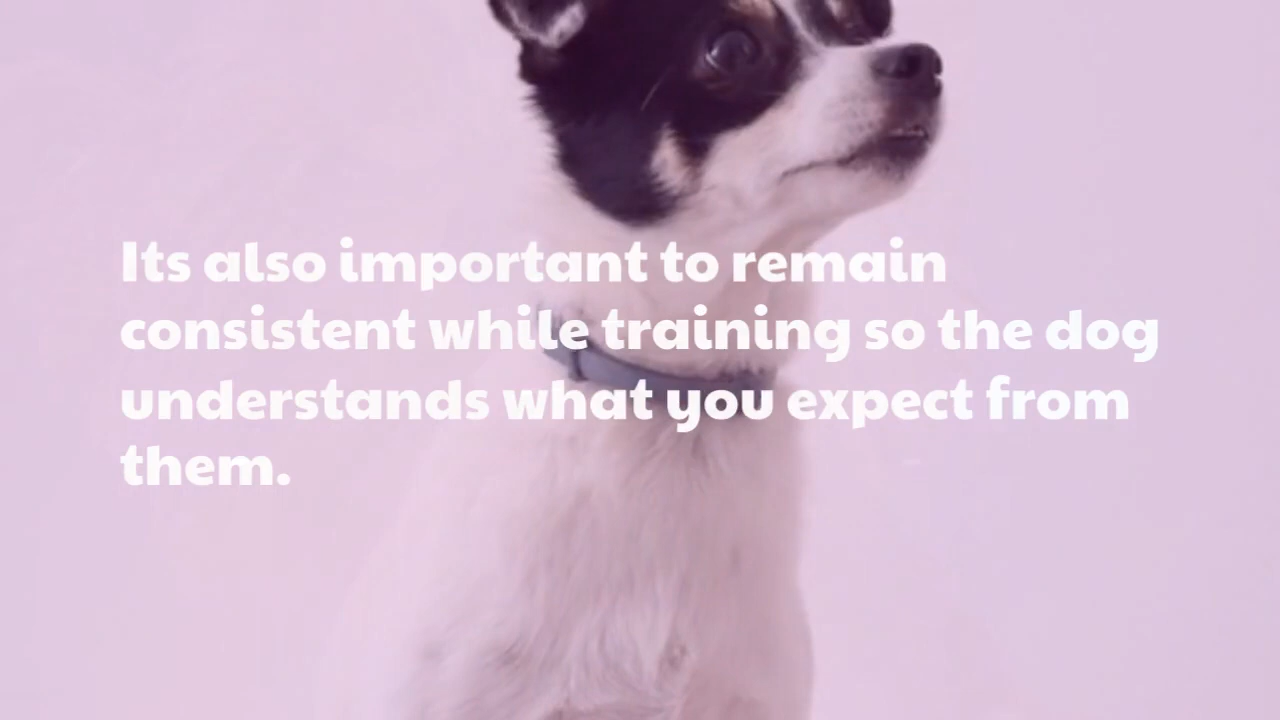 Its also important to remain
consistent while training so the dog
understands what you expect from
them.